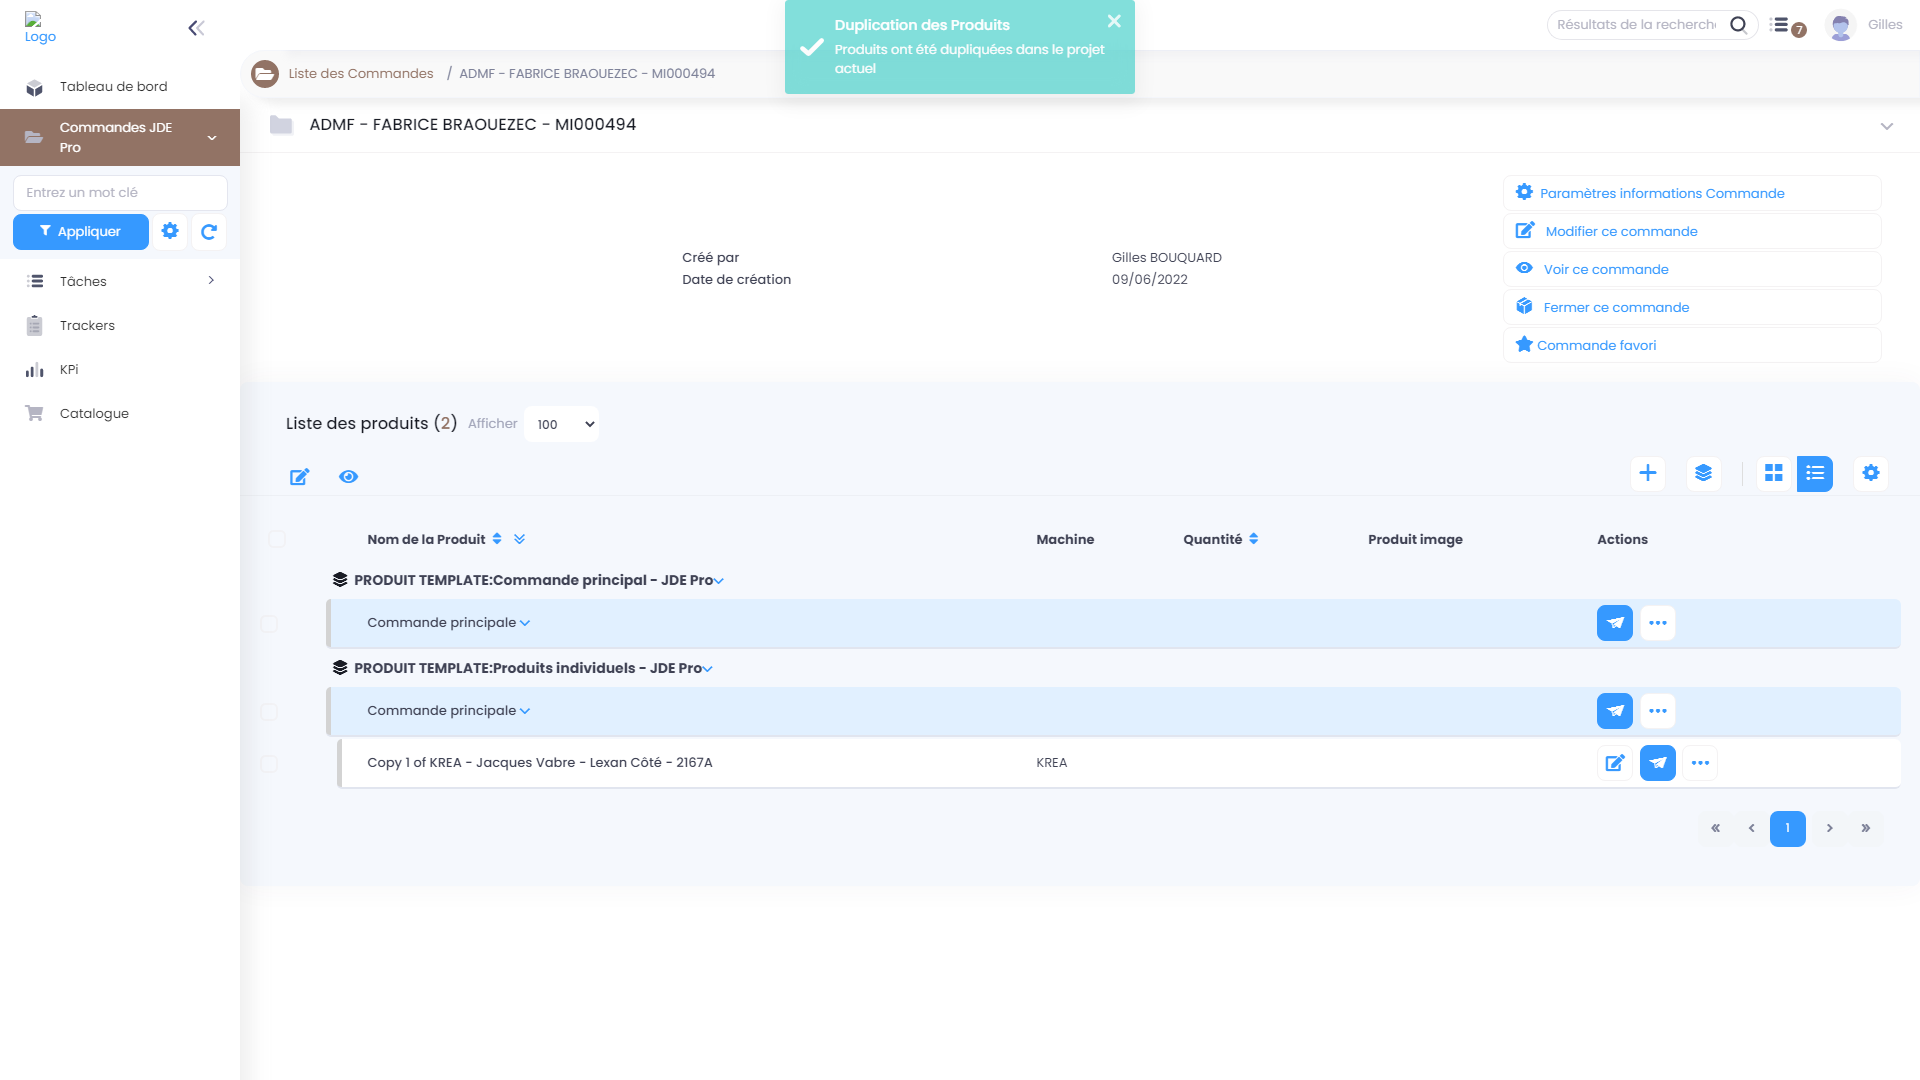 Logo
Duplication des Produits
Produits ont été dupliquées dans le projet
actuel
Résultats de la recherche
7
Gilles
Tableau de bord
Liste des Commandes / ADMF - FABRICE BRAOUEZEC - MI000494
Commandes JDE
Pro
ADMF - FABRICE BRAOUEZEC - MI000494
Entrez un mot clé
Appliquer
Tâches
Trackers
KPi
Catalogue
Créé par
Gilles BOUQUARD
Date de création
09/06/2022
Paramètres informations Commande
Modifier ce commande
Voir ce commande
Fermer ce commande
Commande favori
Liste des produits (2) Afficher 100
Nom de la Produit
Machine
Quantité
Produit image
Actions
PRODUIT TEMPLATE:Commande principal - JDE Pro
Commande principale
PRODUIT TEMPLATE:Produits individuels - JDE Pro
Commande principale
Copy 1 of KREA - Jacques Vabre - Lexan Côté - 2167A
KREA
« ‹ 1 › »